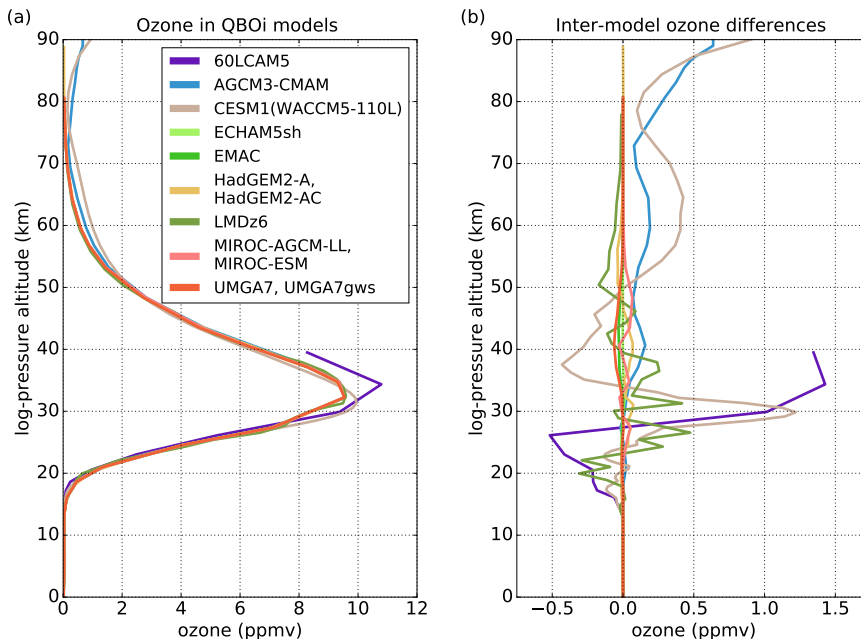 (a)
Ozone in QBOi models
90
80
70
60
50
40
30
20
10
0
log-pressure altitude (km)
60LCAM5
AGCM3-CMAM
CESM1(WACCM5-110L)
ECHAM5sh
EMAC
HadGEM2-A,
HadGEM2-AC
LMDz6
MIROC-AGCM-LL,
MIROC-ESM
UMGA7, UMGA7gws
0 2 4 6 8 10 12
ozone (ppmv)
(b)
Inter-model ozone differences
90
80
70
60
50
40
30
20
10
0
log-pressure altitude (km)
−0.5 0.0 0.5 1.0 1.5
ozone (ppmv)